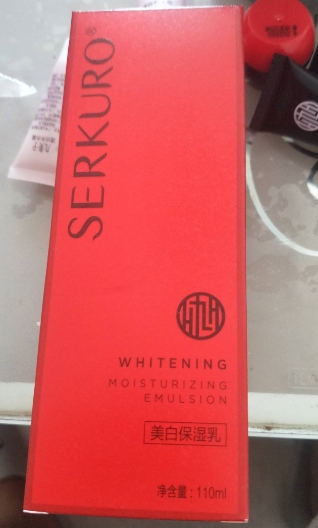 SERKURO®
WHITENING
MOISTURIZING
EMULSION
美白保湿乳
净含量：110ml